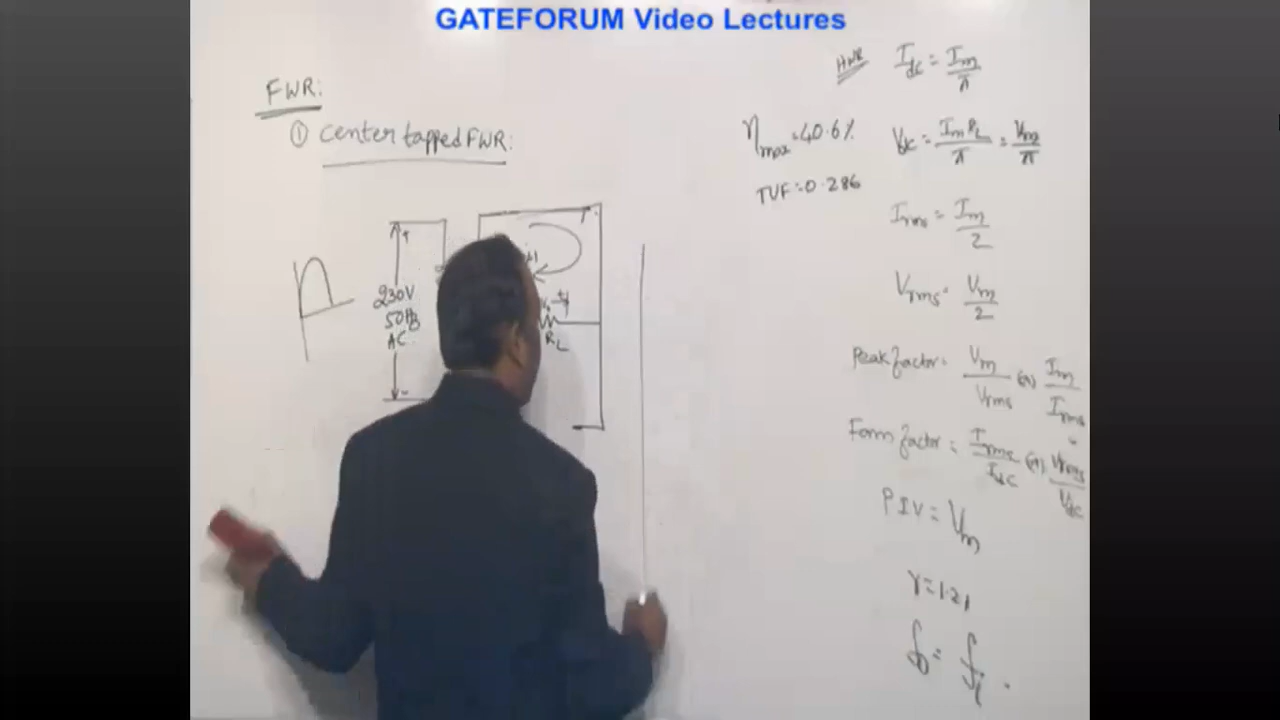 GATEFORUM Video Lectures
FWR:
① Center tapped FWR:
230V
50Hz
AC
+
-
RL
HWR
Idc = Im/π
ηmax = 40.6%
Vdc = Im RL/π = Vm/π
TUF = 0.286
Irms = Im/2
Vrms = Vm/2
Peak factor = Vm/Vrms (or) Im/Irms
Form factor = Irms/Idc (or) Vrms/Vdc
PIV = Vm
γ = 1.21
fo = fi